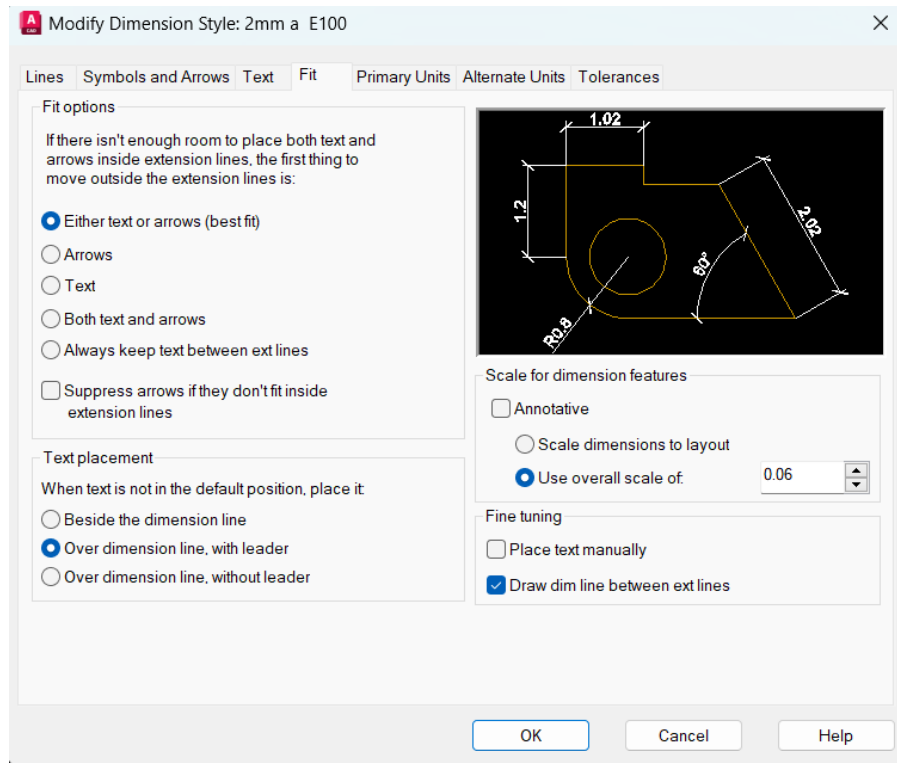 A
CAD
Modify Dimension Style: 2mm a E100
Lines Symbols and Arrows Text Fit Primary Units Alternate Units Tolerances
Fit options
If there isn't enough room to place both text and
arrows inside extension lines, the first thing to
move outside the extension lines is:
Either text or arrows (best fit)
Arrows
Text
Both text and arrows
Always keep text between ext lines
Suppress arrows if they don't fit inside
extension lines
Text placement
When text is not in the default position, place it:
Beside the dimension line
Over dimension line, with leader
Over dimension line, without leader
1.02
1.2
2.02
60°
R0.8
Scale for dimension features
Annotative
Scale dimensions to layout
Use overall scale of: 0.06
Fine tuning
Place text manually
Draw dim line between ext lines
OK Cancel Help